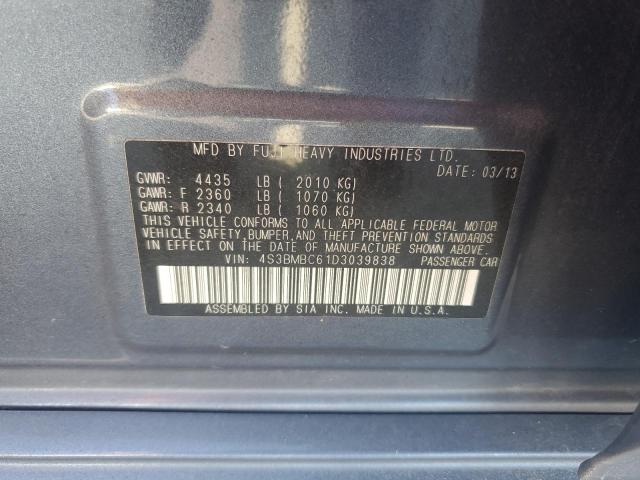 MFD BY FUJI HEAVY INDUSTRIES LTD.
DATE: 03/13
GVWR: 4435 LB ( 2010 KG)
GAWR: F 2360 LB ( 1070 KG)
GAWR: R 2340 LB ( 1060 KG)
THIS VEHICLE CONFORMS TO ALL APPLICABLE FEDERAL MOTOR
VEHICLE SAFETY, BUMPER, AND THEFT PREVENTION STANDARDS
IN EFFECT ON THE DATE OF MANUFACTURE SHOWN ABOVE.
VIN: 4S3BMBC61D3039838 PASSENGER CAR
ASSEMBLED BY SIA INC. MADE IN U.S.A.